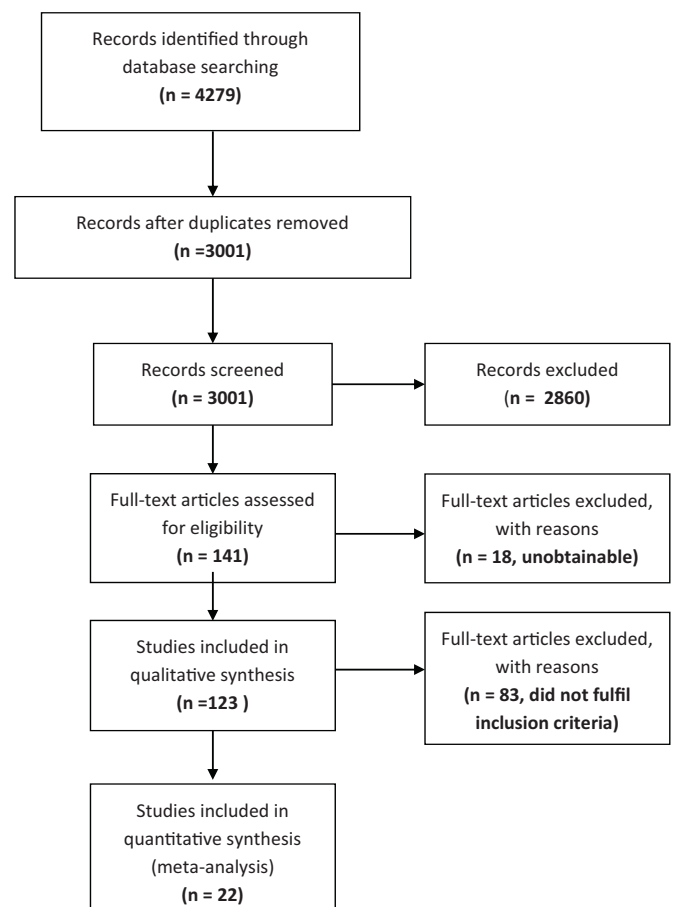 Records identified through
database searching
(n = 4279)
Records after duplicates removed
(n =3001)
Records screened
(n = 3001)
Records excluded
(n =  2860)
Full-text articles assessed
for eligibility
(n = 141)
Full-text articles excluded,
with reasons
(n = 18, unobtainable)
Studies included in
qualitative synthesis
(n =123 )
Full-text articles excluded,
with reasons
(n = 83, did not fulfil
inclusion criteria)
Studies included in
quantitative synthesis
(meta-analysis)
(n = 22)